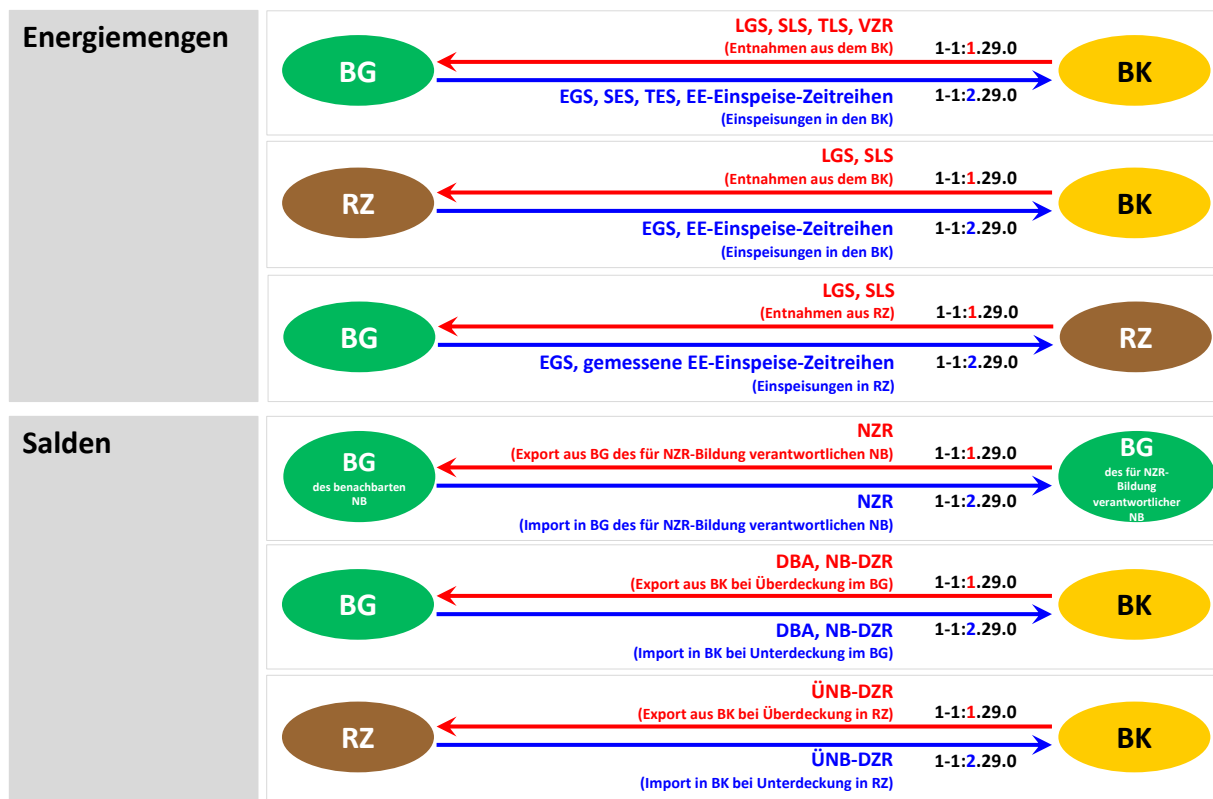 Energiemengen
LGS, SLS, TLS, VZR
(Entnahmen aus dem BK)
1-1:1.29.0
BG
BK
EGS, SES, TES, EE-Einspeise-Zeitreihen
1-1:2.29.0
(Einspeisungen in den BK)
LGS, SLS
(Entnahmen aus dem BK)
1-1:1.29.0
RZ
BK
EGS, EE-Einspeise-Zeitreihen
1-1:2.29.0
(Einspeisungen in den BK)
LGS, SLS
(Entnahmen aus RZ)
1-1:1.29.0
BG
RZ
EGS, gemessene EE-Einspeise-Zeitreihen
1-1:2.29.0
(Einspeisungen in RZ)
Salden
NZR
(Export aus BG des für NZR-Bildung verantwortlichen NB)
1-1:1.29.0
BG
des benachbarten
NB
BG
des für NZR-
Bildung
verantwortlicher
NB
NZR
1-1:2.29.0
(Import in BG des für NZR-Bildung verantwortlichen NB)
DBA, NB-DZR
(Export aus BK bei Überdeckung im BG)
1-1:1.29.0
BG
BK
DBA, NB-DZR
1-1:2.29.0
(Import in BK bei Unterdeckung im BG)
ÜNB-DZR
(Export aus BK bei Überdeckung in RZ)
1-1:1.29.0
RZ
BK
ÜNB-DZR
1-1:2.29.0
(Import in BK bei Unterdeckung in RZ)